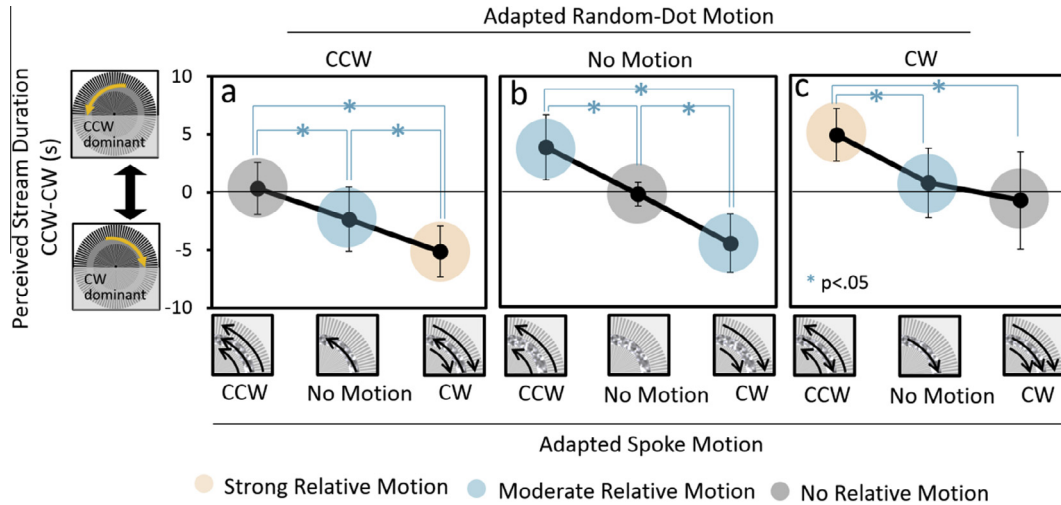 Adapted Random-Dot Motion
CCW
No Motion
CW
Perceived Stream Duration
CCW-CW (s)
CCW
dominant
CW
dominant
10
5
0
-5
-10
a
*
*
*
b
*
*
*
c
*
*
* p<.05
CCW
No Motion
CW
CCW
No Motion
CW
CCW
No Motion
CW
Adapted Spoke Motion
Strong Relative Motion
Moderate Relative Motion
No Relative Motion